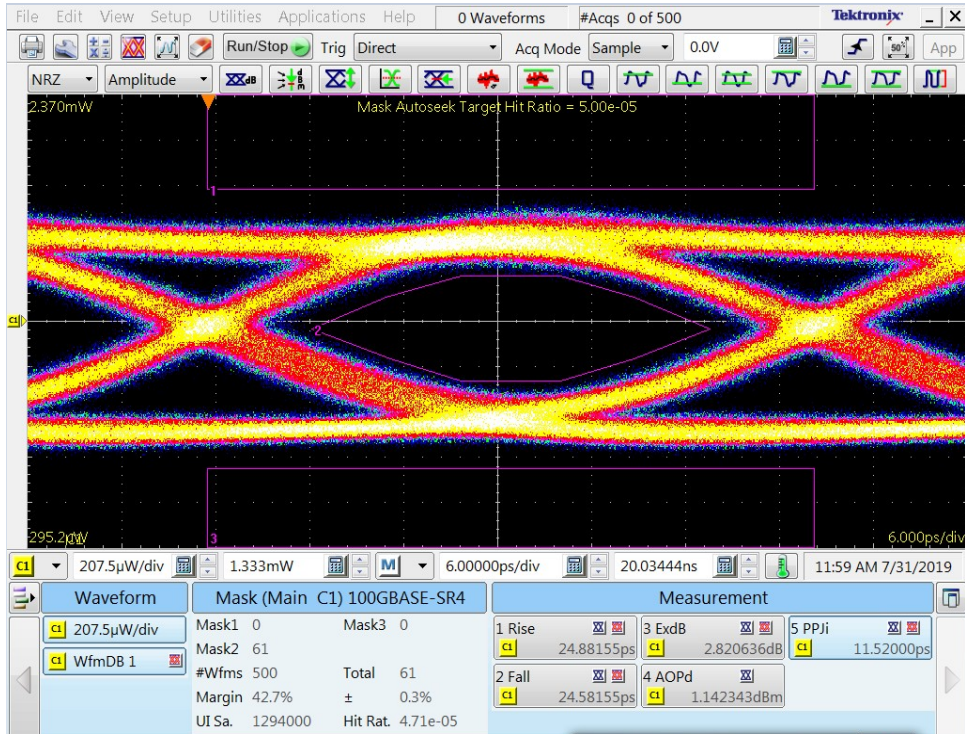 File Edit View Setup Utilities Applications Help 0 Waveforms #Acqs 0 of 500 Tektronix
Run/Stop Trig Direct Acq Mode Sample 0.0V 50% App
NRZ Amplitude dB Q
2.370mW Mask Autoseek Target Hit Ratio = 5.00e-05
1
C1 2
295.2µW 3 6.000ps/div
C1 207.5µW/div 1.333mW M 6.00000ps/div 20.03444ns 11:59 AM 7/31/2019
Waveform Mask (Main C1) 100GBASE-SR4 Measurement
C1 207.5µW/div Mask1 0 Mask3 0 1 Rise 3 ExdB 5 PPJi
Mask2 61 C1 24.88155ps C1 2.820636dB C1 11.52000ps
C1 WfmDB 1 #Wfms 500 Total 61 2 Fall 4 AOPd
Margin 42.7% ± 0.3% C1 24.58155ps C1 1.142343dBm
UI Sa. 1294000 Hit Rat. 4.71e-05